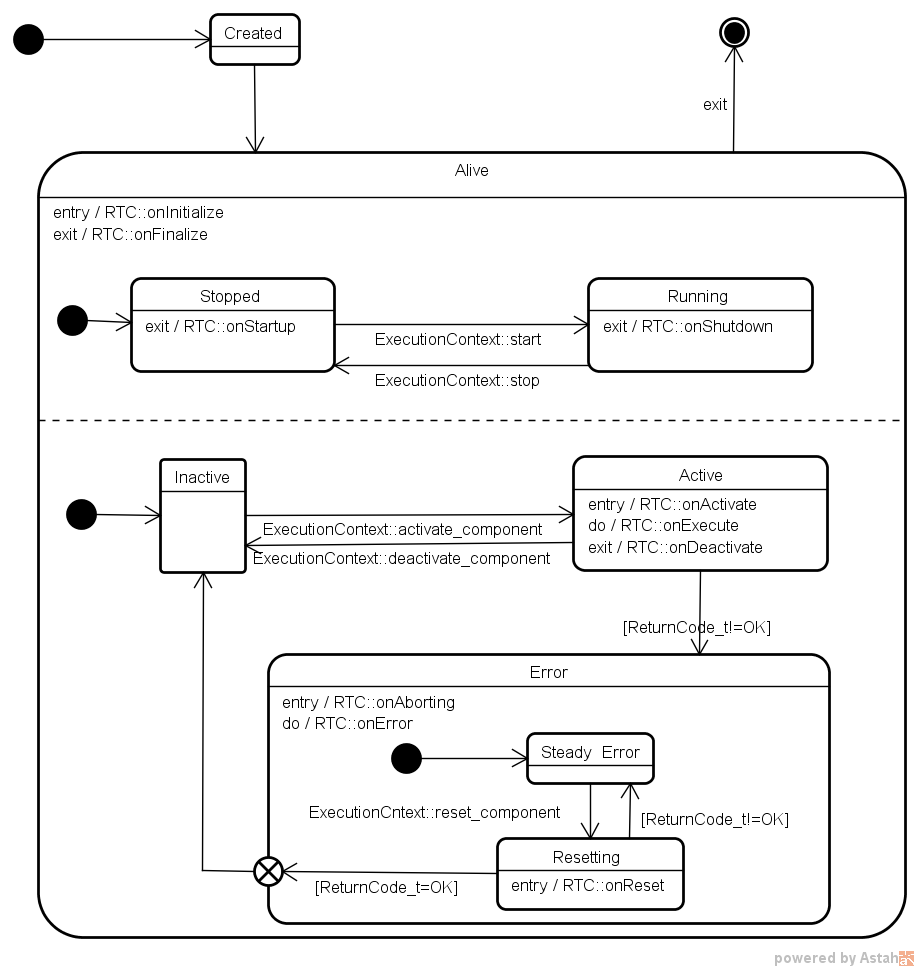 Created
exit
Alive
entry / RTC::onInitialize
exit / RTC::onFinalize
Stopped
exit / RTC::onStartup
Running
exit / RTC::onShutdown
ExecutionContext::start
ExecutionContext::stop
Inactive
Active
entry / RTC::onActivate
do / RTC::onExecute
exit / RTC::onDeactivate
ExecutionContext::activate_component
ExecutionContext::deactivate_component
[ReturnCode_t!=OK]
Error
entry / RTC::onAborting
do / RTC::onError
Steady Error
ExecutionCntext::reset_component
[ReturnCode_t!=OK]
Resetting
entry / RTC::onReset
[ReturnCode_t=OK]
powered by Astah